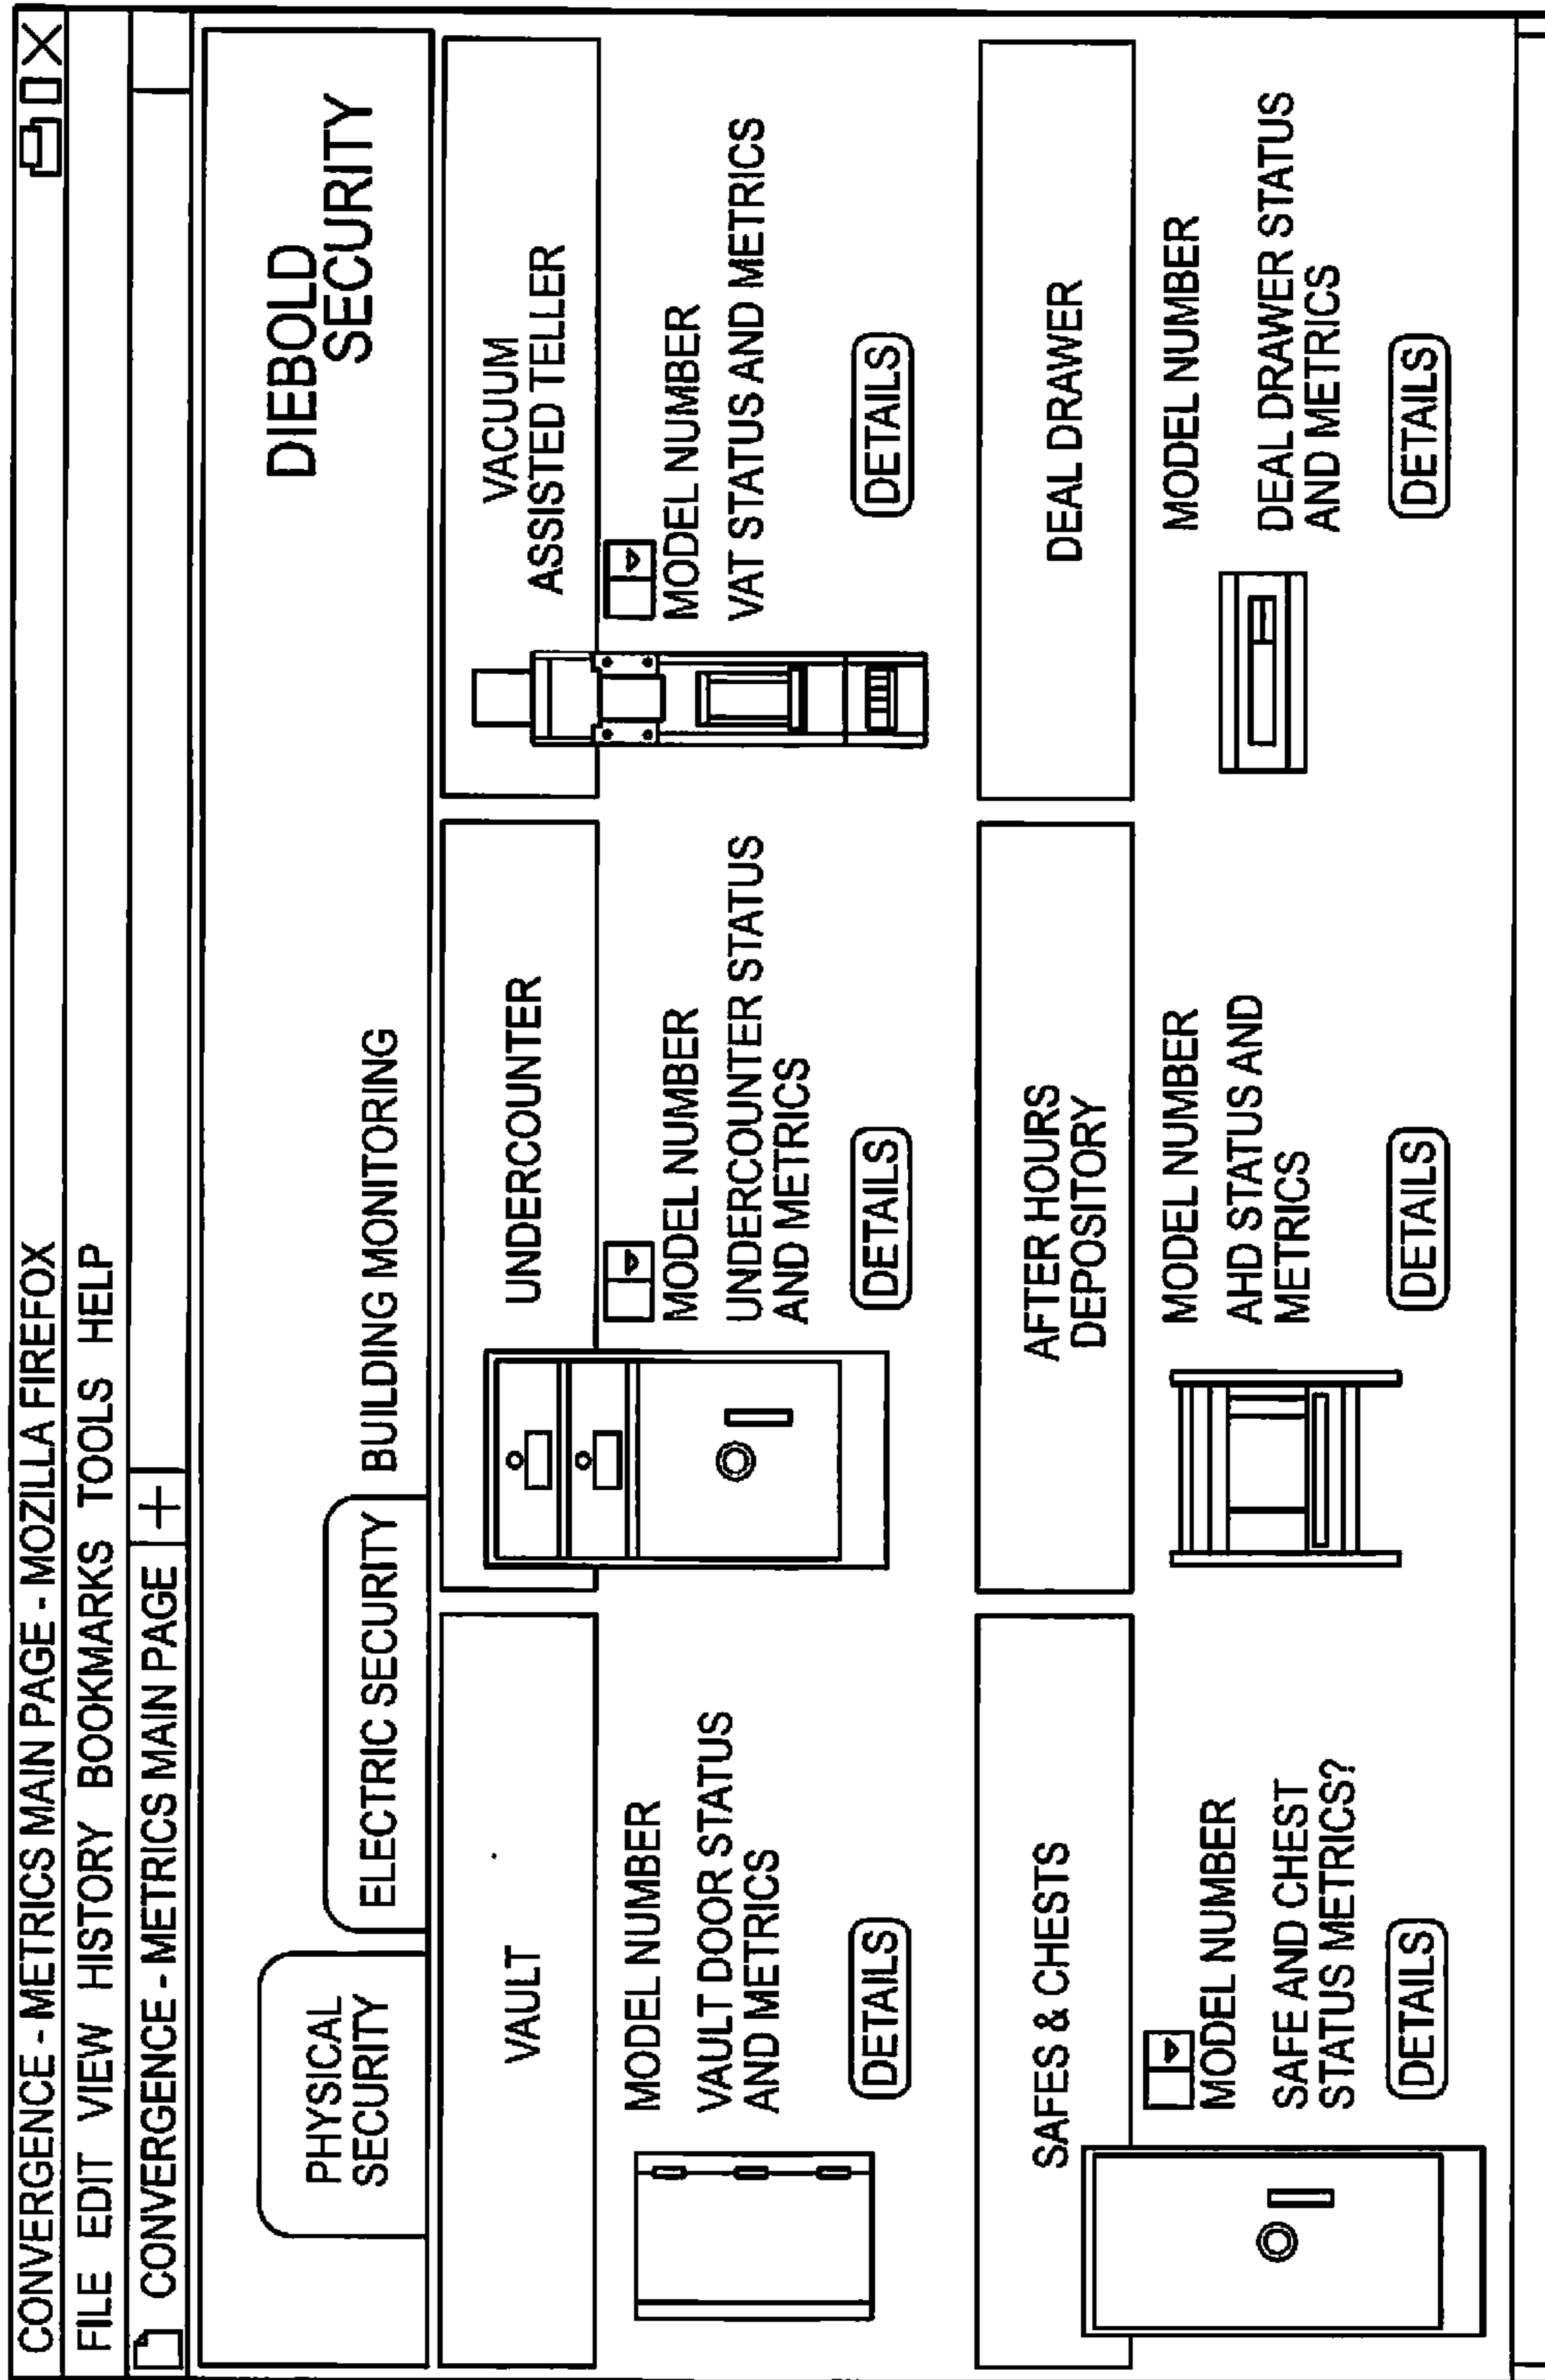 CONVERGENCE - METRICS MAIN PAGE - MOZILLA FIREFOX
FILE EDIT VIEW HISTORY BOOKMARKS TOOLS HELP
CONVERGENCE - METRICS MAIN PAGE
DIEBOLD
SECURITY
PHYSICAL
SECURITY
ELECTRIC SECURITY
BUILDING MONITORING
VAULT
MODEL NUMBER
VAULT DOOR STATUS
AND METRICS
DETAILS
UNDERCOUNTER
MODEL NUMBER
UNDERCOUNTER STATUS
AND METRICS
DETAILS
VACUUM
ASSISTED TELLER
MODEL NUMBER
VAT STATUS AND METRICS
DETAILS
SAFES & CHESTS
MODEL NUMBER
SAFE AND CHEST
STATUS METRICS?
DETAILS
AFTER HOURS
DEPOSITORY
MODEL NUMBER
AHD STATUS AND
METRICS
DETAILS
DEAL DRAWER
MODEL NUMBER
DEAL DRAWER STATUS
AND METRICS
DETAILS